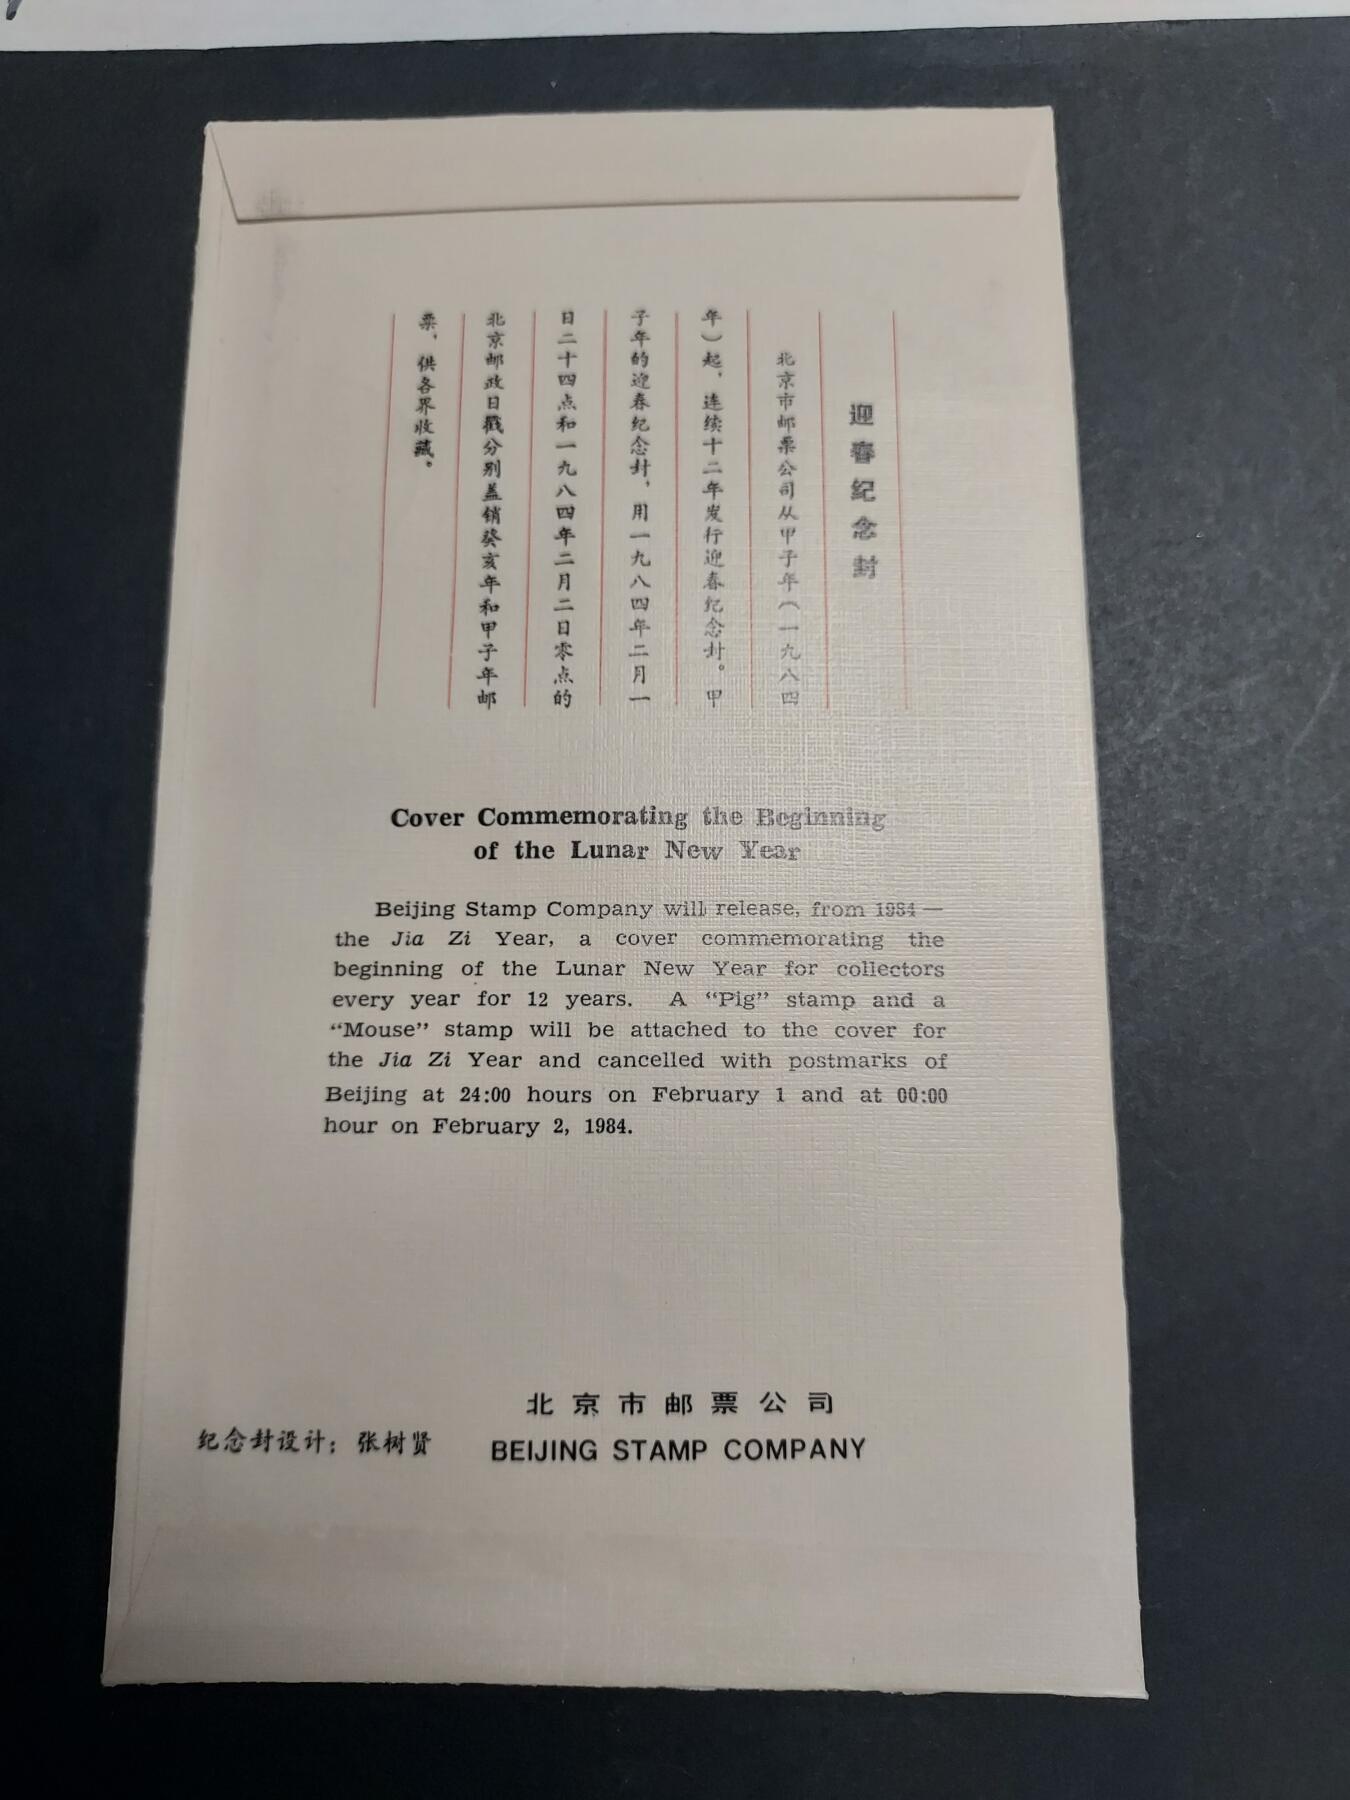 迎春纪念封
北京市邮票公司从甲子年（一九八四
年）起，连续十二年发行迎春纪念封。甲
子年的迎春纪念封，用一九八四年二月一
日二十四点和一九八四年二月二日零点的
北京邮政日戳分别盖销癸亥年和甲子年邮
票，供各界收藏。
Cover Commemorating the Beginning
of the Lunar New Year
Beijing Stamp Company will release, from 1984—
the Jia Zi Year, a cover commemorating the
beginning of the Lunar New Year for collectors
every year for 12 years. A “Pig” stamp and a
“Mouse” stamp will be attached to the cover for
the Jia Zi Year and cancelled with postmarks of
Beijing at 24:00 hours on February 1 and at 00:00
hour on February 2, 1984.
北京市邮票公司
纪念封设计：张树贤
BEIJING STAMP COMPANY